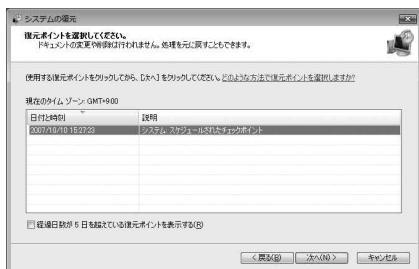 システムの復元
復元ポイントを選択してください。
ドキュメントの変更や削除は行われません。処理を元に戻すこともできます。
使用する復元ポイントをクリックしてから、[次へ] をクリックしてください。どのような方法で復元ポイントを選択しますか?
現在のタイム ゾーン: GMT+9:00
日付と時刻 説明
2007/10/10 15:27:23 システム: スケジュールされたチェックポイント
経過日数が 5 日を超えている復元ポイントを表示する(R)
< 戻る(B) 次へ(N) > キャンセル